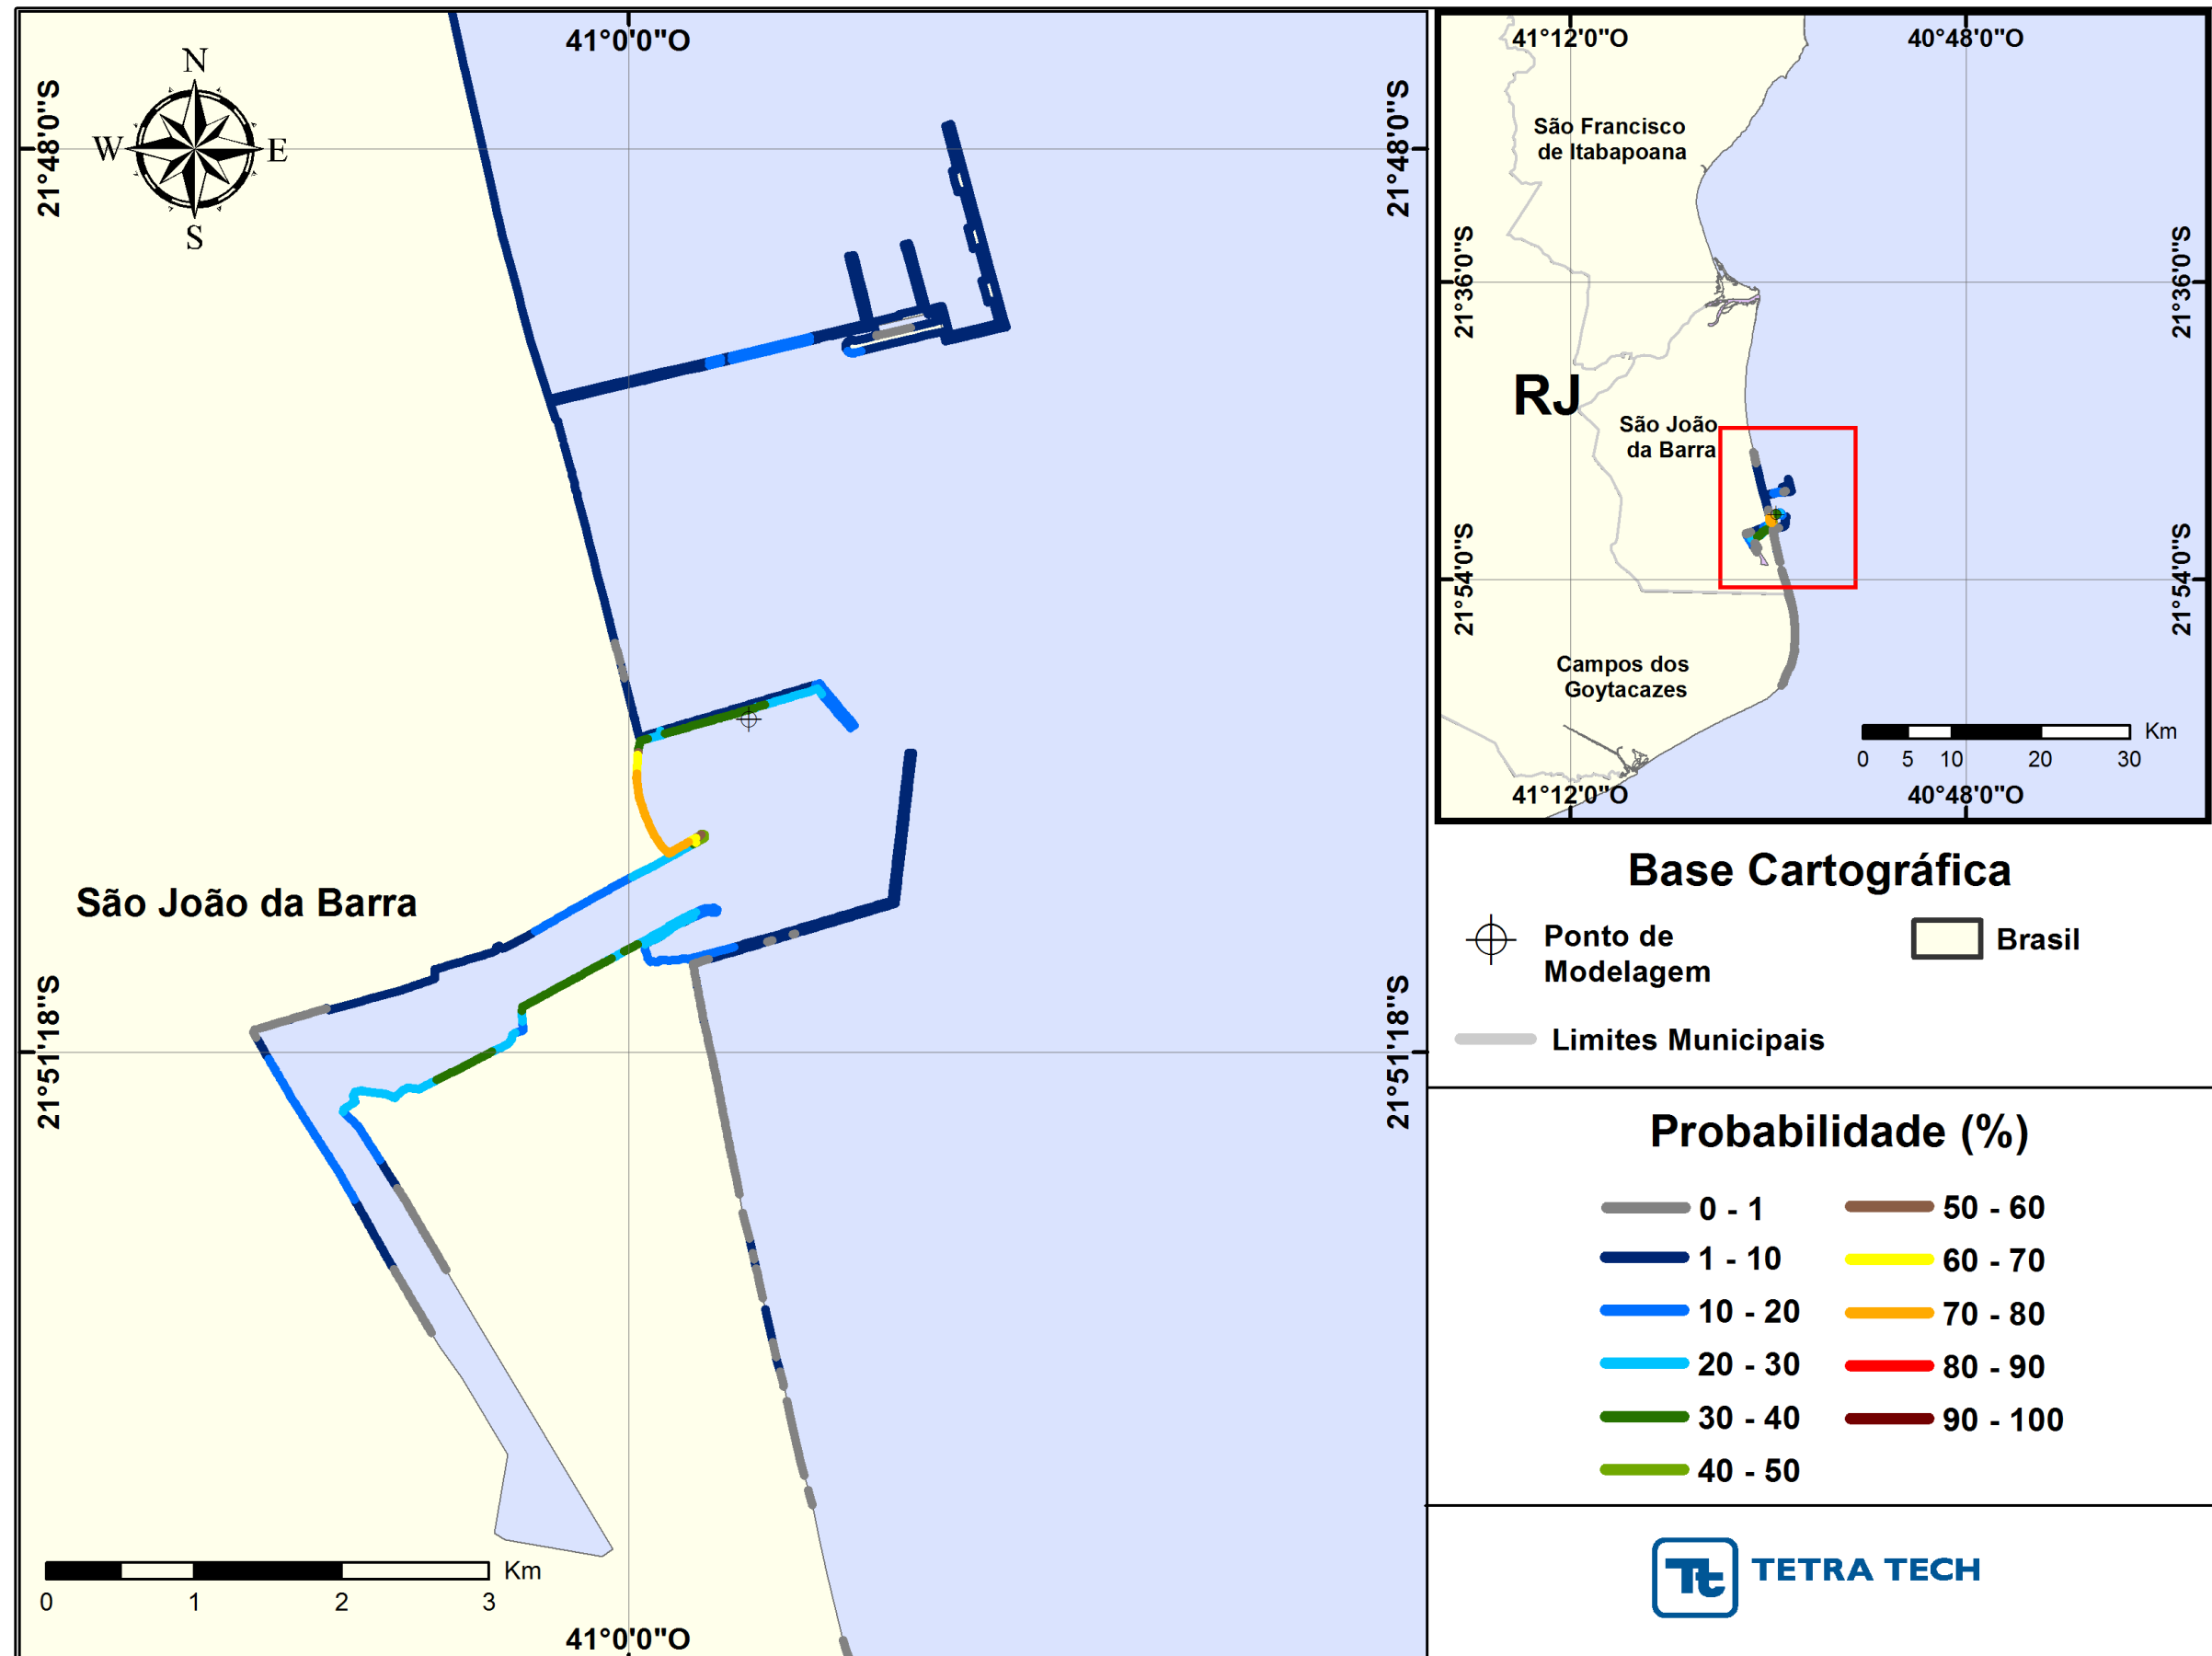 41°0'0"O
21°48'0"S
21°48'0"S
N
W
E
S
São João da Barra
21°51'18"S
21°51'18"S
Km
0 1 2 3
41°0'0"O
41°12'0"O
40°48'0"O
São Francisco
de Itabapoana
21°36'0"S
21°36'0"S
RJ
São João
da Barra
21°54'0"S
21°54'0"S
Campos dos
Goytacazes
Km
0 5 10 20 30
41°12'0"O
40°48'0"O
Base Cartográfica
Ponto de
Modelagem
Brasil
Limites Municipais
Probabilidade (%)
0 - 1
1 - 10
10 - 20
20 - 30
30 - 40
40 - 50
50 - 60
60 - 70
70 - 80
80 - 90
90 - 100
Tt TETRA TECH